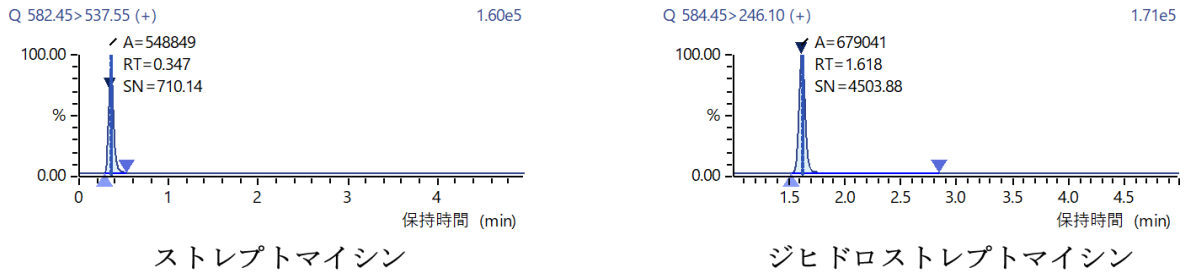 Q 582.45>537.55 (+) 1.60e5
A=548849
RT=0.347
SN=710.14
100.00
%
0.00
0 1 2 3 4
保持時間 (min)
ストレプトマイシン
Q 584.45>246.10 (+) 1.71e5
A=679041
RT=1.618
SN=4503.88
100.00
%
0.00
1.5 2.0 2.5 3.0 3.5 4.0 4.5
保持時間 (min)
ジヒドロストレプトマイシン